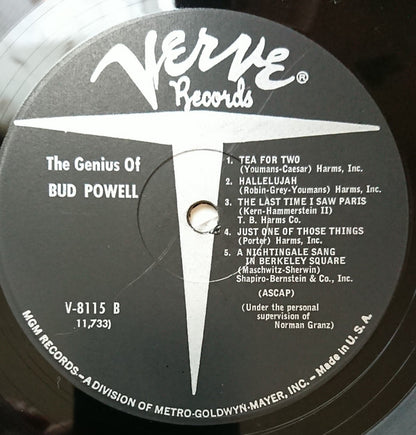 VERVE ®
Records
The Genius Of
BUD POWELL
1. TEA FOR TWO
(Youmans-Caesar) Harms, Inc.
2. HALLELUJAH
(Robin-Grey-Youmans) Harms, Inc.
3. THE LAST TIME I SAW PARIS
(Kern-Hammerstein II)
T. B. Harms Co.
4. JUST ONE OF THOSE THINGS
(Porter) Harms, Inc.
5. A NIGHTINGALE SANG
IN BERKELEY SQUARE
(Maschwitz-Sherwin)
Shapiro-Bernstein & Co., Inc.
(ASCAP)
(Under the personal
supervision of
Norman Granz)
V-8115 B
11,733)
MGM RECORDS—A DIVISION OF METRO-GOLDWYN-MAYER, INC.—Made in U. S. A.